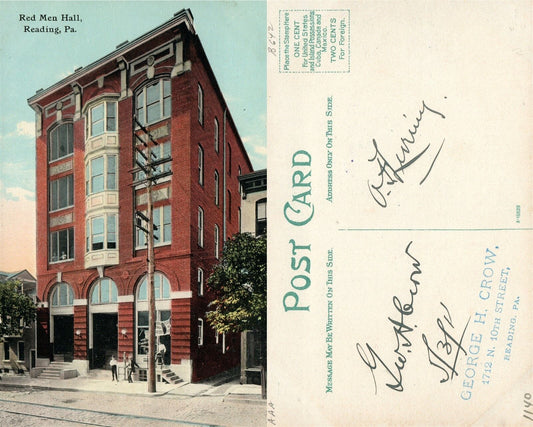 Red Men Hall,
Reading, Pa.
8642
Place the Stamp Here
ONE CENT
For United States
and Island Possessions
Cuba, Canada and
Mexico.
TWO CENTS
For Foreign.
POST CARD
ADDRESS ONLY ON THIS SIDE.
MESSAGE MAY BE WRITTEN ON THIS SIDE.
GEORGE H. CROW,
1712 N. 10TH STREET,
READING, PA.
1140